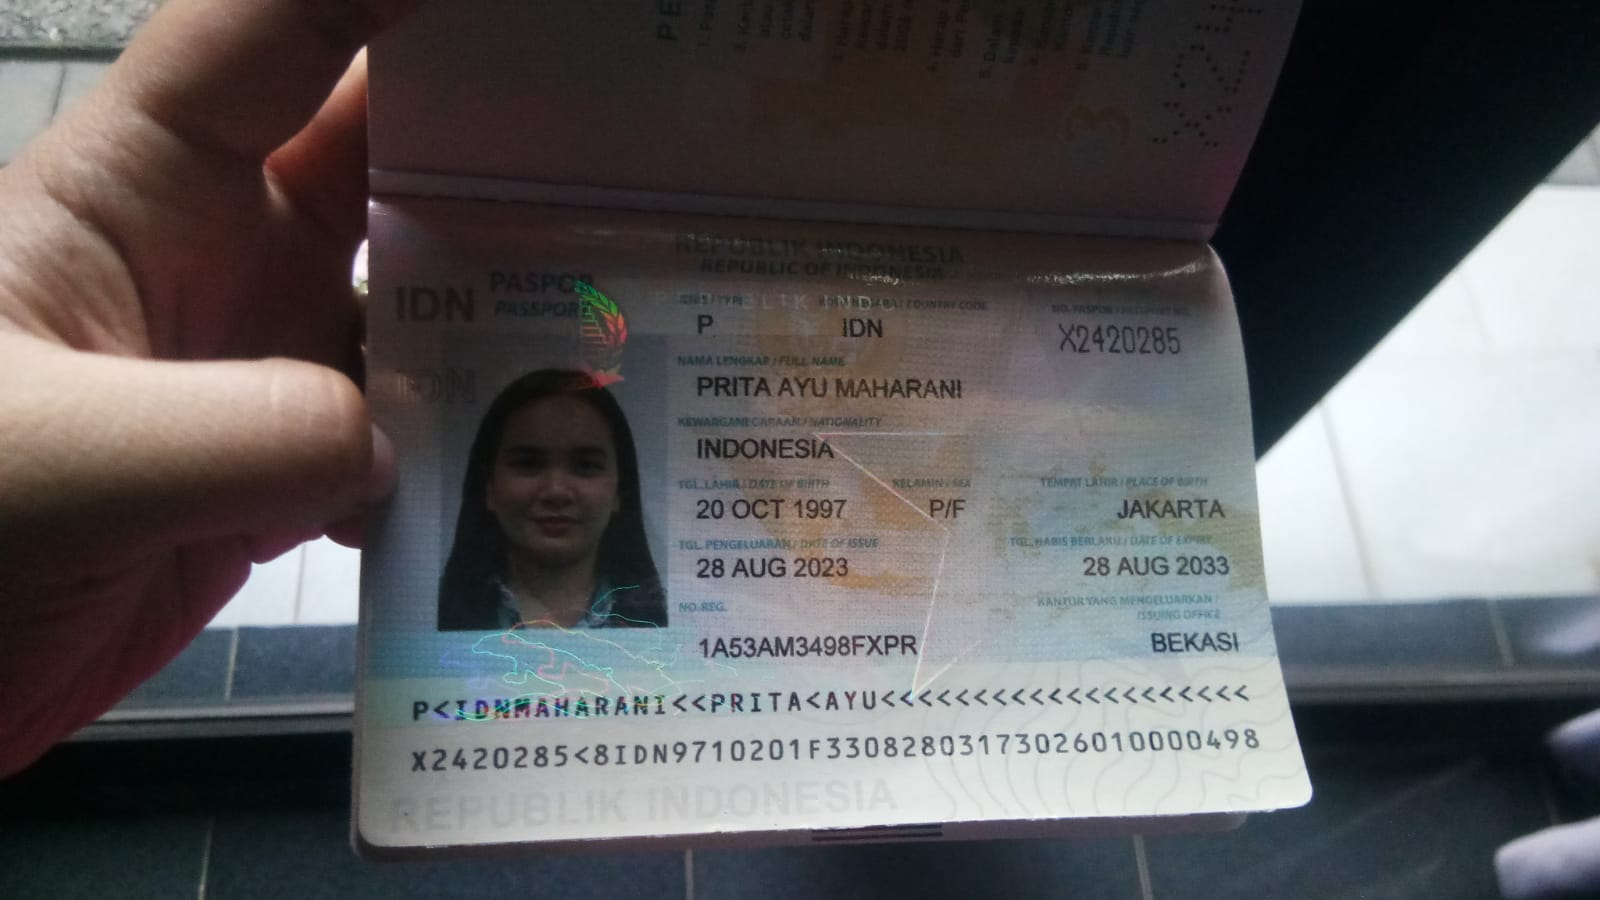 REPUBLIK INDONESIA
REPUBLIC OF INDONESIA
IDN PASPOR
PASSPORT
JENIS / TYPE KODE NEGARA / COUNTRY CODE NO. PASPOR / PASSPORT NO.
P IDN X2420285
IDN
NAMA LENGKAP / FULL NAME
PRITA AYU MAHARANI
KEWARGANEGARAAN / NATIONALITY
INDONESIA
TGL. LAHIR / DATE OF BIRTH KELAMIN / SEX TEMPAT LAHIR / PLACE OF BIRTH
20 OCT 1997 P/F JAKARTA
TGL. PENGELUARAN / DATE OF ISSUE TGL. HABIS BERLAKU / DATE OF EXPIRY
28 AUG 2023 28 AUG 2033
NO. REG. KANTOR YANG MENGELUARKAN /
ISSUING OFFICE
1A53AM3498FXPR BEKASI
P<IDNMAHARANI<<PRITA<AYU<<<<<<<<<<<<<<<<<<<<
X2420285<8IDN9710201F3308280317302601000​0498
REPUBLIK INDONESIA